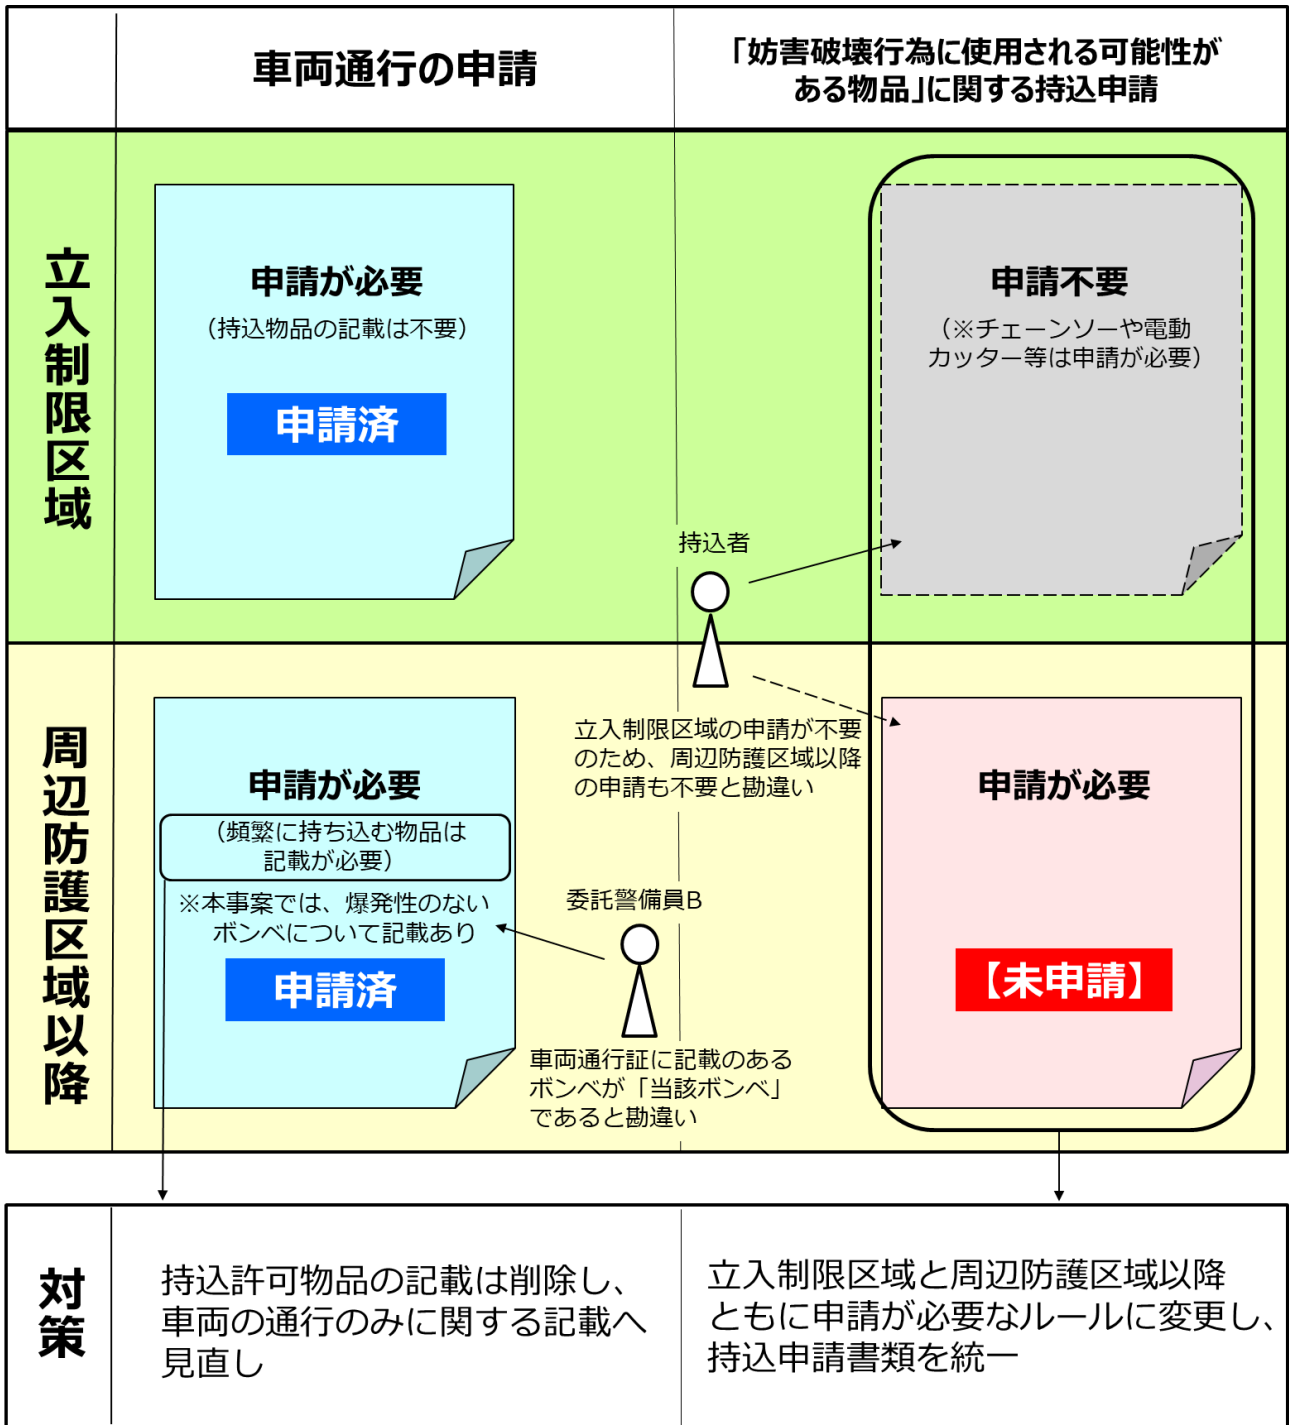 車両通行の申請
「妨害破壊行為に使用される可能性が
ある物品」に関する持込申請
立入制限区域
申請が必要
（持込物品の記載は不要）
申請済
申請不要
（※チェーンソーや電動
カッター等は申請が必要）
持込者
立入制限区域の申請が不要
のため、周辺防護区域以降
の申請も不要と勘違い
周辺防護区域以降
申請が必要
（頻繁に持ち込む物品は
記載が必要）
※本事案では、爆発性のない
ボンベについて記載あり
申請済
委託警備員B
車両通行証に記載のある
ボンベが「当該ボンベ」
であると勘違い
申請が必要
【未申請】
対策
持込許可物品の記載は削除し、
車両の通行のみに関する記載へ
見直し
立入制限区域と周辺防護区域以降
ともに申請が必要なルールに変更し、
持込申請書類を統一